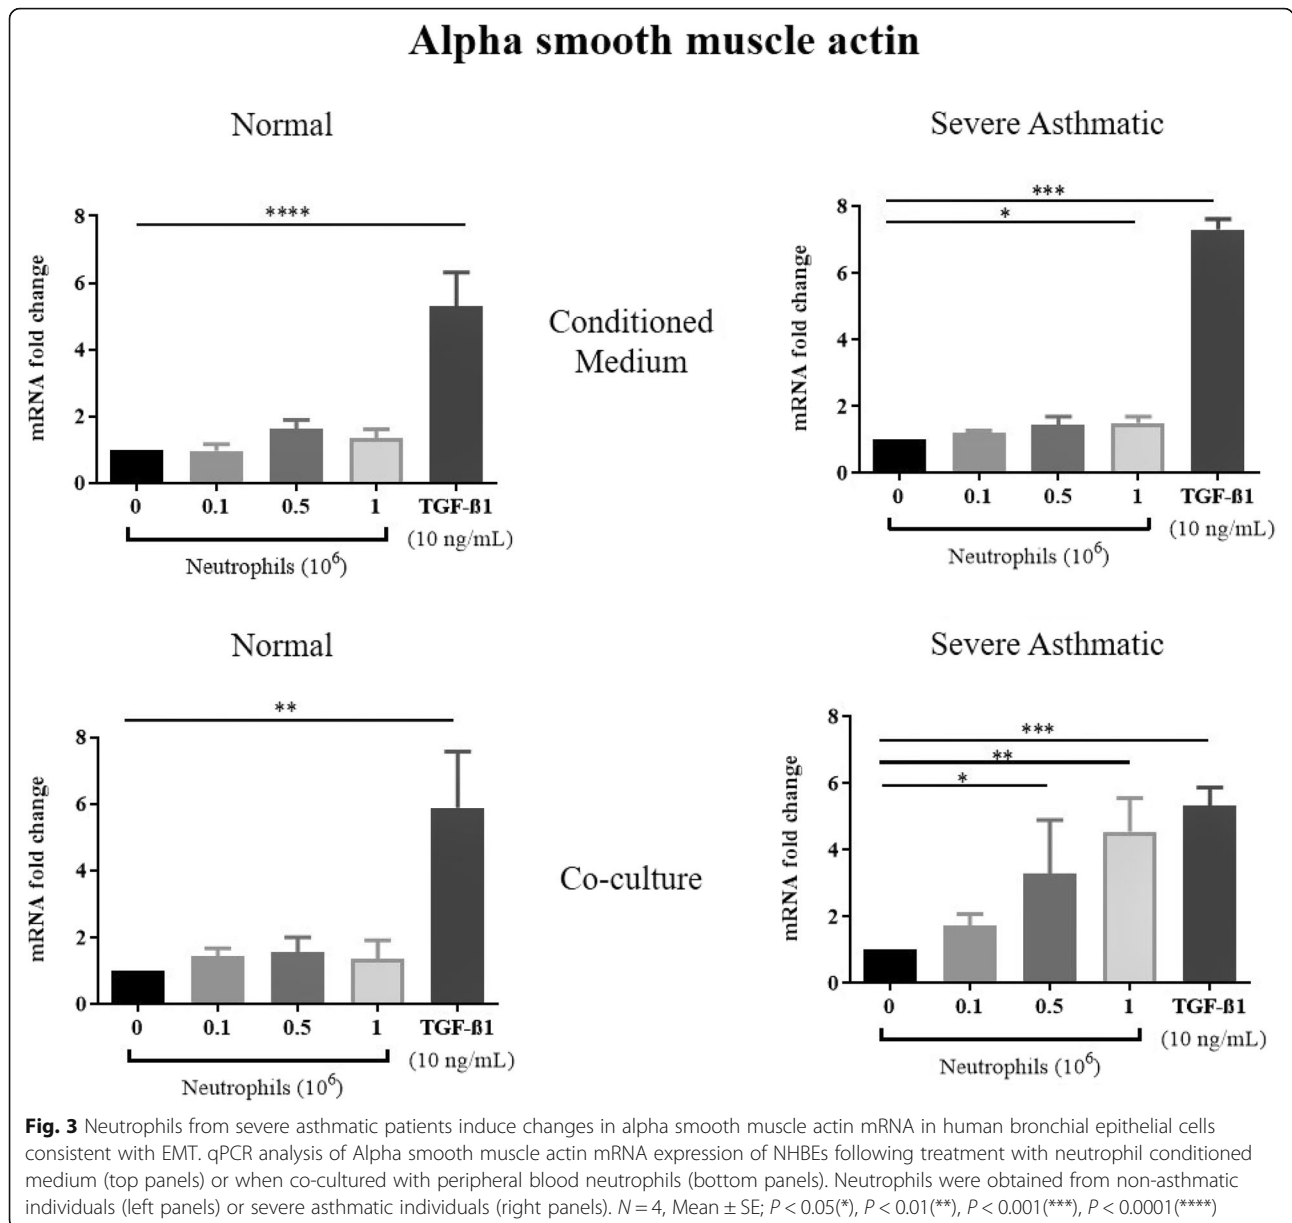 Alpha smooth muscle actin
Normal
****
mRNA fold change
8
6
4
2
0
0 0.1 0.5 1 TGF-ß1
(10 ng/mL)
Neutrophils (10⁶)
Conditioned
Medium
Severe Asthmatic
***
*
mRNA fold change
8
6
4
2
0
0 0.1 0.5 1 TGF-ß1
(10 ng/mL)
Neutrophils (10⁶)
Normal
**
mRNA fold change
8
6
4
2
0
0 0.1 0.5 1 TGF-ß1
(10 ng/mL)
Neutrophils (10⁶)
Co-culture
Severe Asthmatic
***
**
*
mRNA fold change
8
6
4
2
0
0 0.1 0.5 1 TGF-ß1
(10 ng/mL)
Neutrophils (10⁶)
Fig. 3 Neutrophils from severe asthmatic patients induce changes in alpha smooth muscle actin mRNA in human bronchial epithelial cells
consistent with EMT. qPCR analysis of Alpha smooth muscle actin mRNA expression of NHBEs following treatment with neutrophil conditioned
medium (top panels) or when co-cultured with peripheral blood neutrophils (bottom panels). Neutrophils were obtained from non-asthmatic
individuals (left panels) or severe asthmatic individuals (right panels). N = 4, Mean ± SE; P < 0.05(*), P < 0.01(**), P < 0.001(***), P < 0.0001(****)